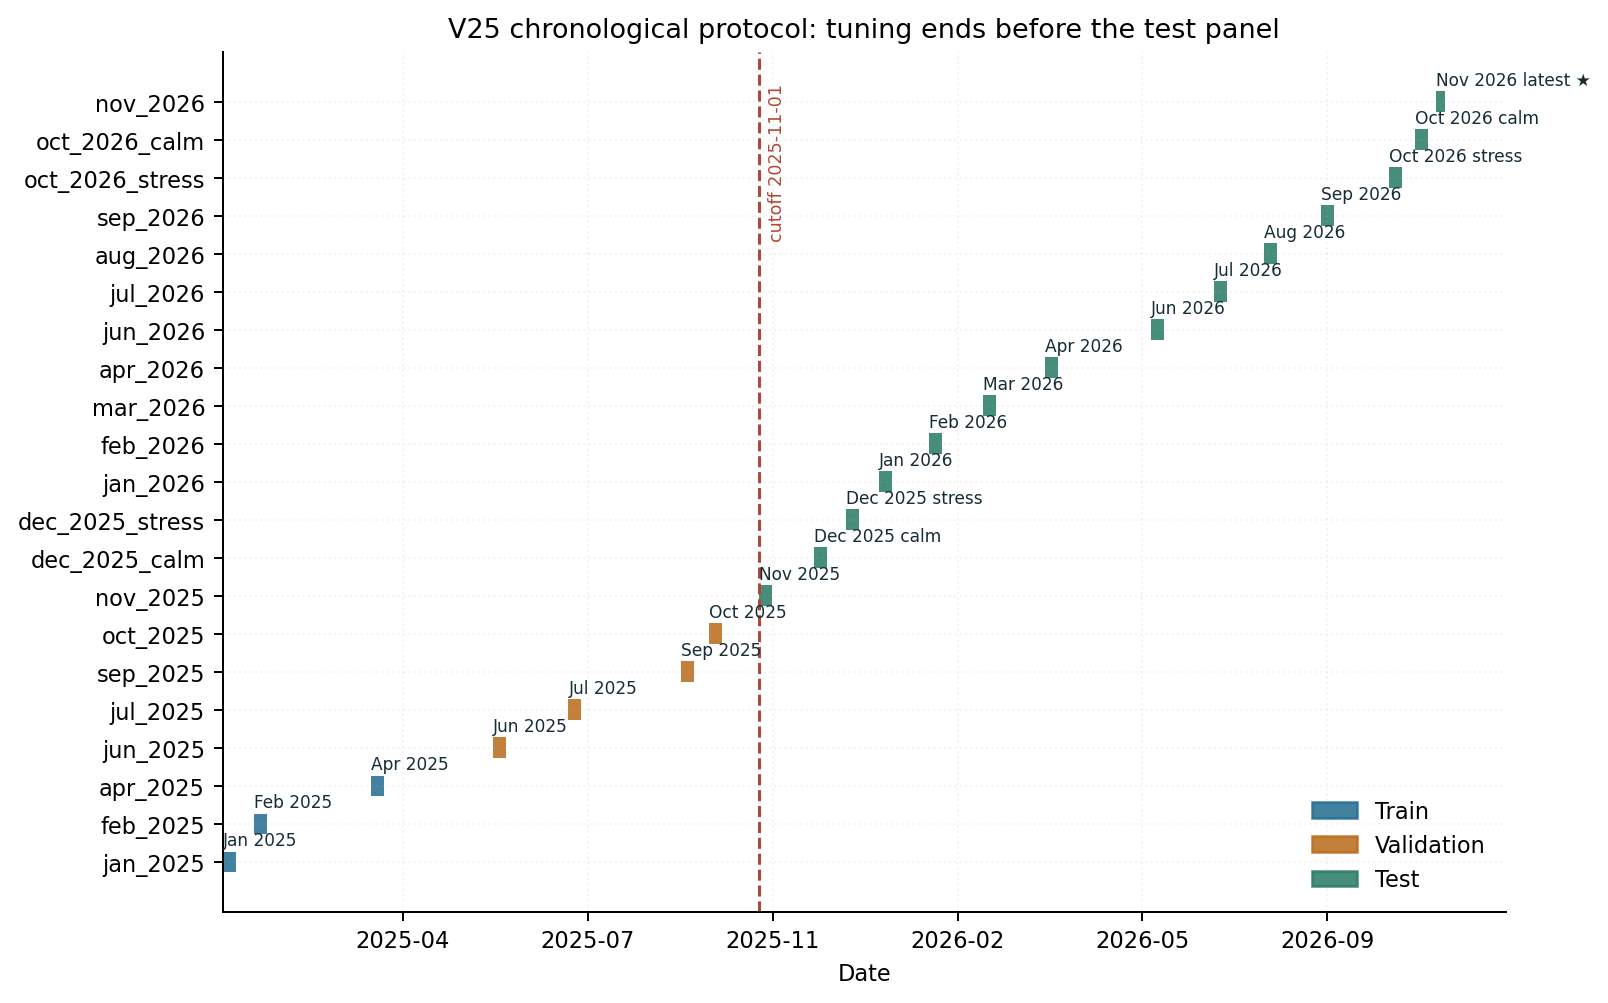 V25 chronological protocol: tuning ends before the test panel
nov_2026
oct_2026_calm
oct_2026_stress
sep_2026
aug_2026
jul_2026
jun_2026
apr_2026
mar_2026
feb_2026
jan_2026
dec_2025_stress
dec_2025_calm
nov_2025
oct_2025
sep_2025
jul_2025
jun_2025
apr_2025
feb_2025
jan_2025
Nov 2026 latest ★
Oct 2026 calm
Oct 2026 stress
Sep 2026
Aug 2026
Jul 2026
Jun 2026
Apr 2026
Mar 2026
Feb 2026
Jan 2026
Dec 2025 stress
Dec 2025 calm
Nov 2025
Oct 2025
Sep 2025
Jul 2025
Jun 2025
Apr 2025
Feb 2025
Jan 2025
cutoff 2025-11-01
Train
Validation
Test
2025-04
2025-07
2025-11
2026-02
2026-05
2026-09
Date